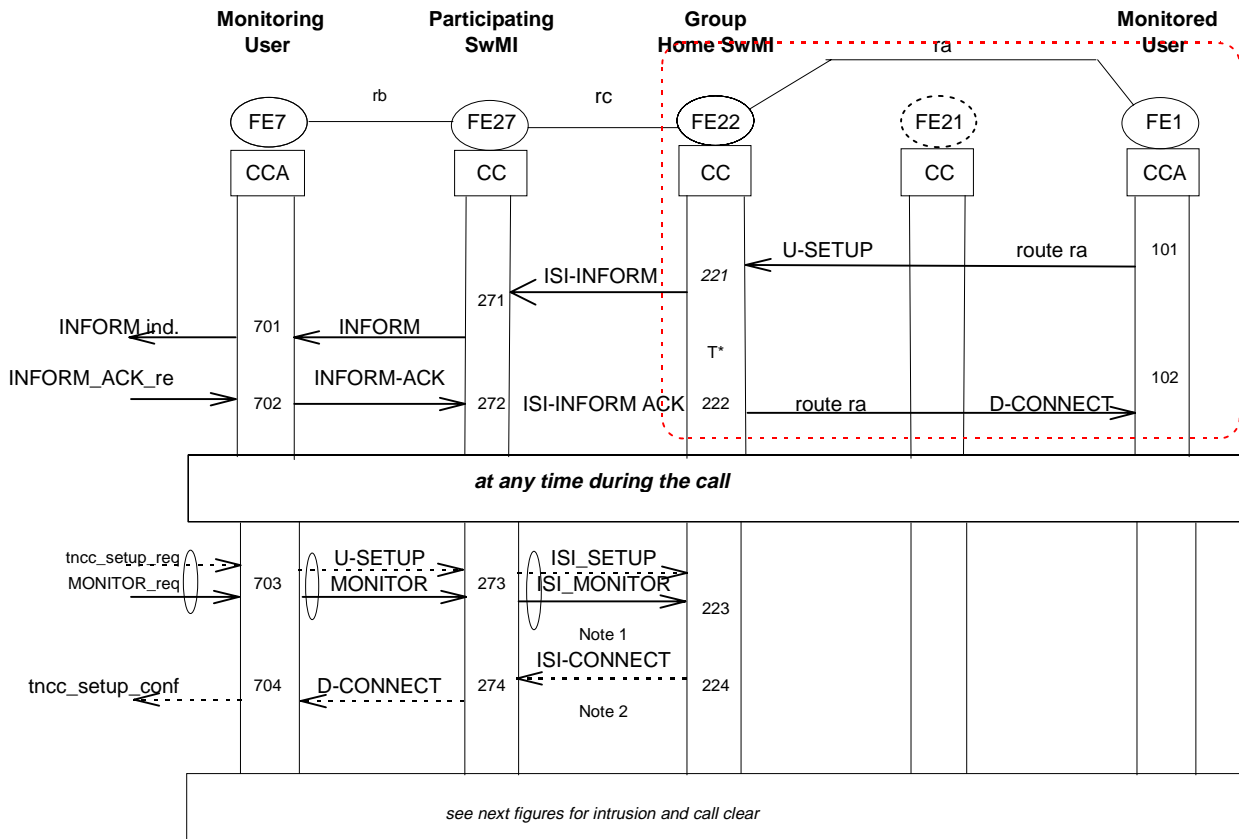 Monitoring User
Participating SwMI
Group Home SwMI
Monitored User
ra
rb
rc
FE7
FE27
FE22
FE21
FE1
CCA
CC
CC
CC
CCA
U-SETUP
route ra
101
ISI-INFORM
221
271
INFORM ind.
701
INFORM
T*
INFORM_ACK_re
INFORM-ACK
102
702
272
ISI-INFORM ACK
222
route ra
D-CONNECT
at any time during the call
tncc_setup_req
U-SETUP
ISI_SETUP
MONITOR_req
703
MONITOR
273
ISI_MONITOR
223
Note 1
ISI-CONNECT
tncc_setup_conf
704
D-CONNECT
274
224
Note 2
see next figures for intrusion and call clear